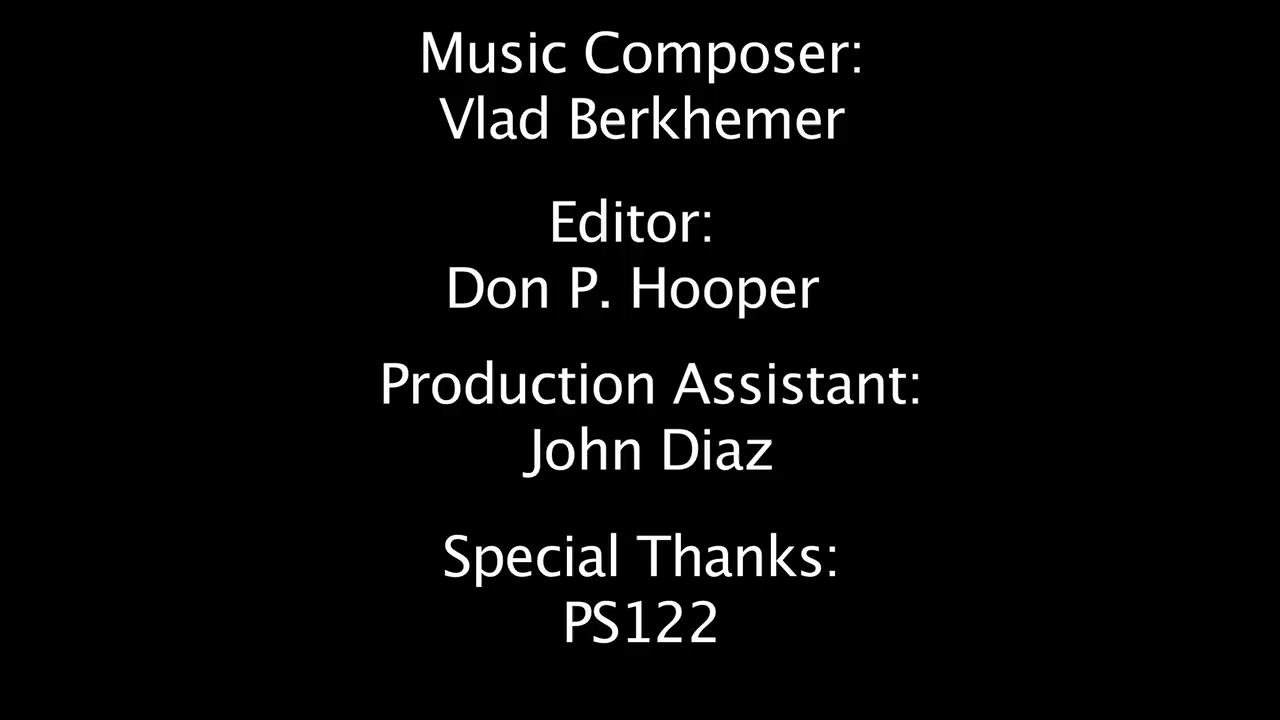 Music Composer:
Vlad Berkhemer
Editor:
Don P. Hooper
Production Assistant:
John Diaz
Special Thanks:
PS122